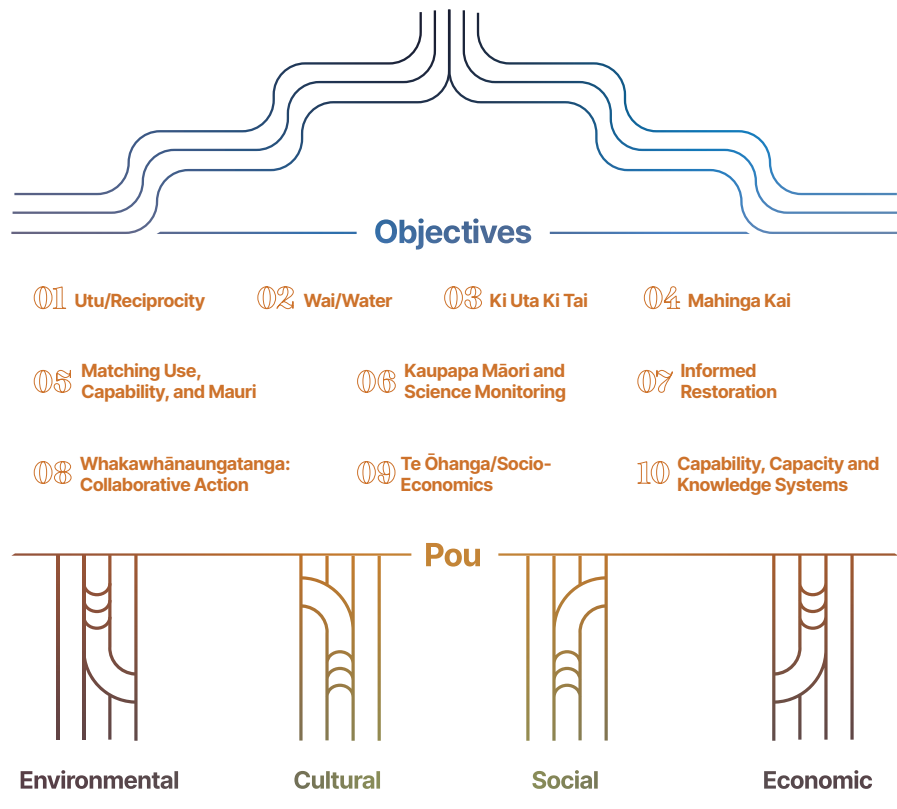 Objectives
01 Utu/Reciprocity
02 Wai/Water
03 Ki Uta Ki Tai
04 Mahinga Kai
05 Matching Use,
Capability, and Mauri
06 Kaupapa Māori and
Science Monitoring
07 Informed
Restoration
08 Whakawhānaungatanga:
Collaborative Action
09 Te Ōhanga/Socio-
Economics
10 Capability, Capacity and
Knowledge Systems
Pou
Environmental
Cultural
Social
Economic